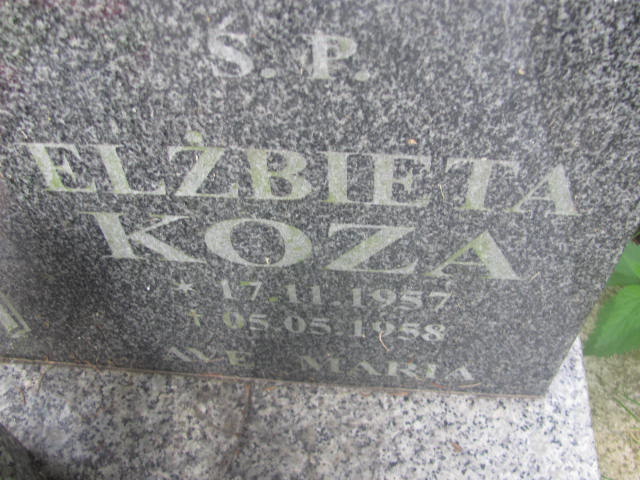 Ś. P.
ELŻBIETA
KOZA
* 17.11.1957
† 05.05.1958
AVE MARIA